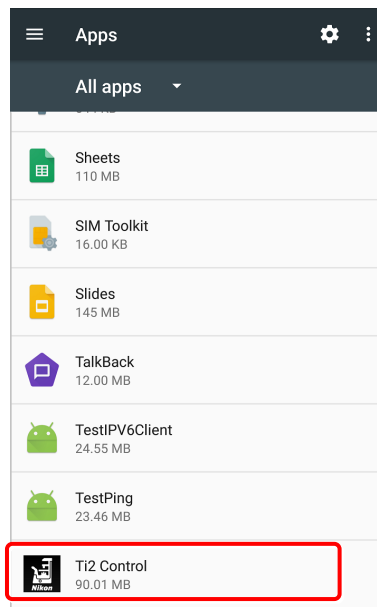 Apps
All apps
Sheets
110 MB
SIM Toolkit
16.00 KB
Slides
145 MB
TalkBack
12.00 MB
TestIPV6Client
24.55 MB
TestPing
23.46 MB
Ti2 Control
90.01 MB
Nikon